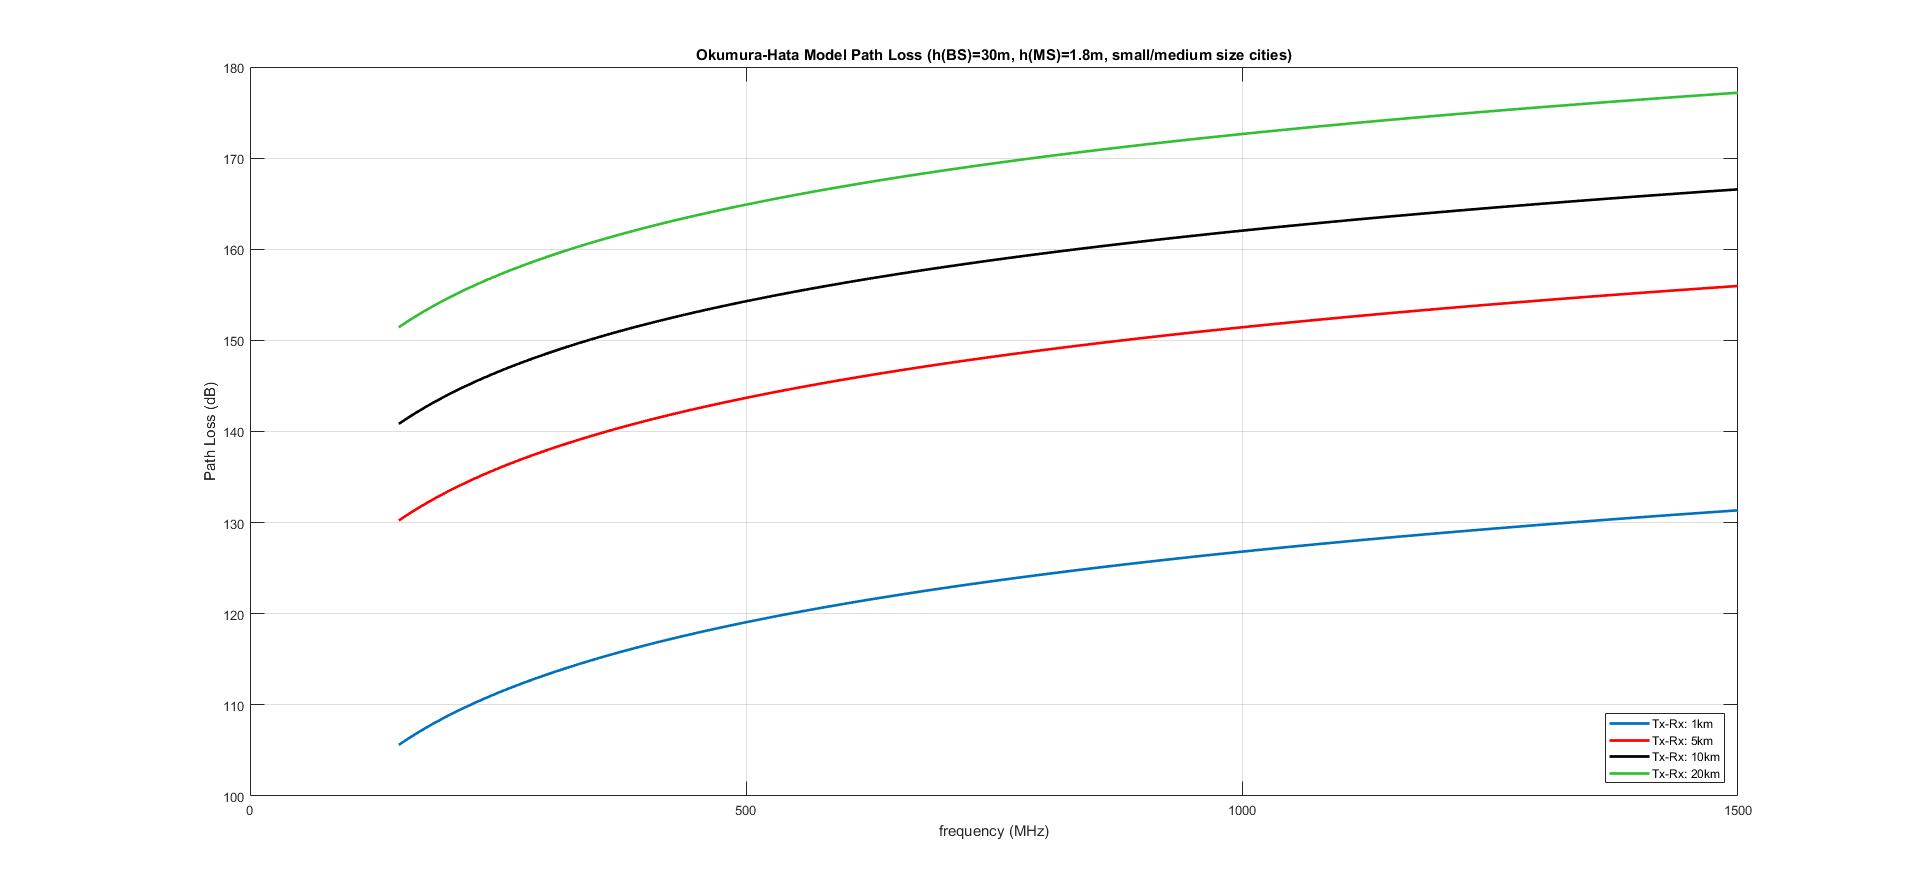 Okumura-Hata Model Path Loss (h(BS)=30m, h(MS)=1.8m, small/medium size cities)
180
170
160
150
140
130
120
110
100
Path Loss (dB)
0
500
1000
1500
frequency (MHz)
Tx-Rx: 1km
Tx-Rx: 5km
Tx-Rx: 10km
Tx-Rx: 20km